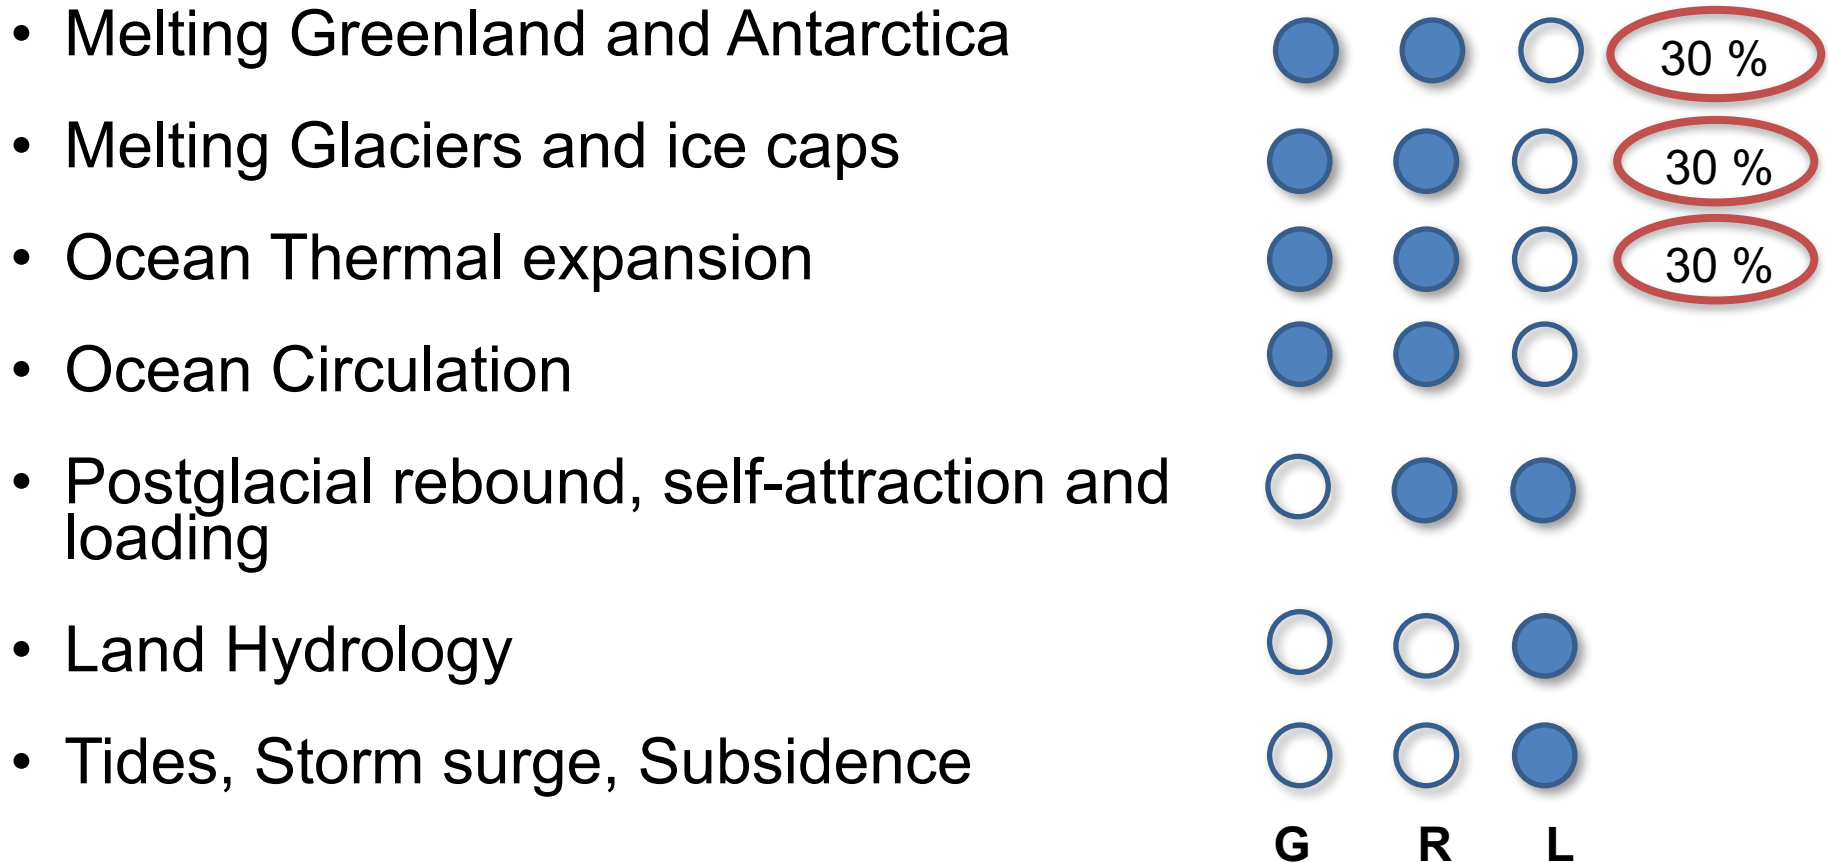 • Melting Greenland and Antarctica 30 %
• Melting Glaciers and ice caps 30 %
• Ocean Thermal expansion 30 %
• Ocean Circulation
• Postglacial rebound, self-attraction and
loading
• Land Hydrology
• Tides, Storm surge, Subsidence
G R L